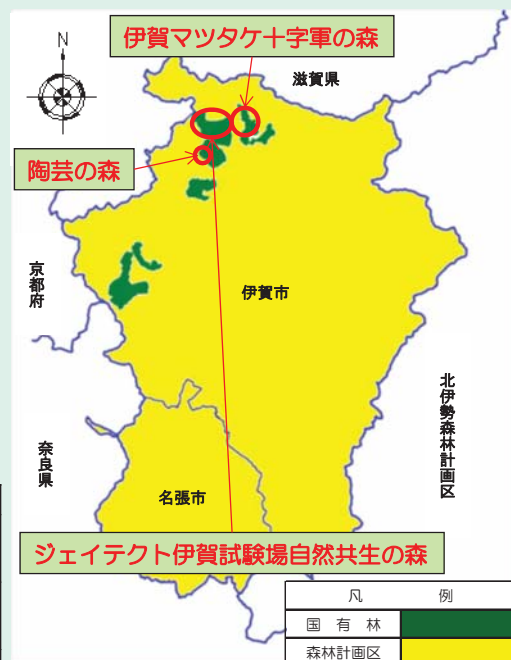 伊賀マツタケ十字軍の森
N
滋賀県
陶芸の森
京都府
伊賀市
北伊勢森林計画区
奈良県
名張市
ジェイテクト伊賀試験場自然共生の森
凡 例
国 有 林
森林計画区